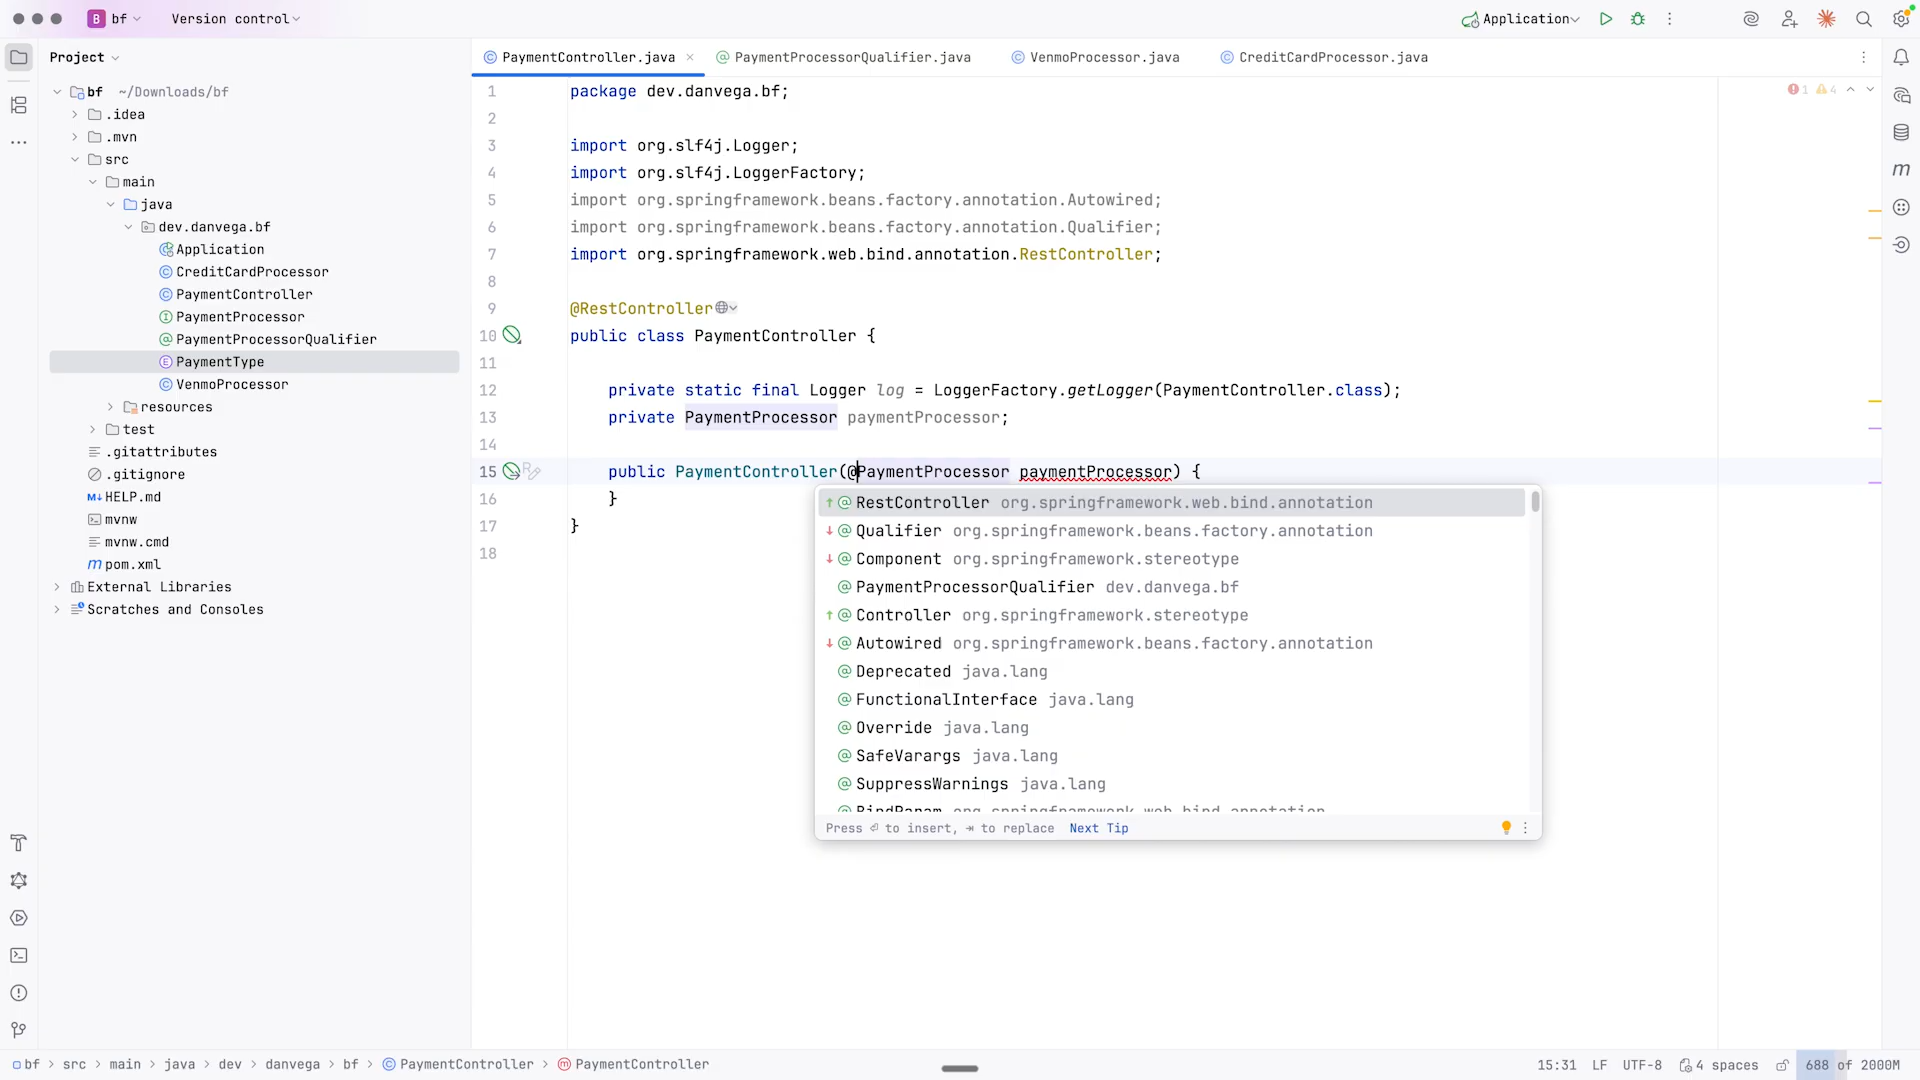 B bf Version control Application
Project
PaymentController.java PaymentProcessorQualifier.java VenmoProcessor.java CreditCardProcessor.java
bf ~/Downloads/bf
.idea
.mvn
src
main
java
dev.danvega.bf
Application
CreditCardProcessor
PaymentController
PaymentProcessor
PaymentProcessorQualifier
PaymentType
VenmoProcessor
resources
test
.gitattributes
.gitignore
HELP.md
mvnw
mvnw.cmd
pom.xml
External Libraries
Scratches and Consoles
1 package dev.danvega.bf;
2
3 import org.slf4j.Logger;
4 import org.slf4j.LoggerFactory;
5 import org.springframework.beans.factory.annotation.Autowired;
6 import org.springframework.beans.factory.annotation.Qualifier;
7 import org.springframework.web.bind.annotation.RestController;
8
9 @RestController
10 public class PaymentController {
11
12 private static final Logger log = LoggerFactory.getLogger(PaymentController.class);
13 private PaymentProcessor paymentProcessor;
14
15 public PaymentController(@PaymentProcessor paymentProcessor) {
16 }
17 }
18
1 4
RestController org.springframework.web.bind.annotation
Qualifier org.springframework.beans.factory.annotation
Component org.springframework.stereotype
PaymentProcessorQualifier dev.danvega.bf
Controller org.springframework.stereotype
Autowired org.springframework.beans.factory.annotation
Deprecated java.lang
FunctionalInterface java.lang
Override java.lang
SafeVarargs java.lang
SuppressWarnings java.lang
BindParam org.springframework.web.bind.annotation
Press ⏎ to insert, ⇥ to replace Next Tip
bf > src > main > java > dev > danvega > bf > PaymentController > PaymentController
15:31 LF UTF-8 4 spaces 688 of 2000M